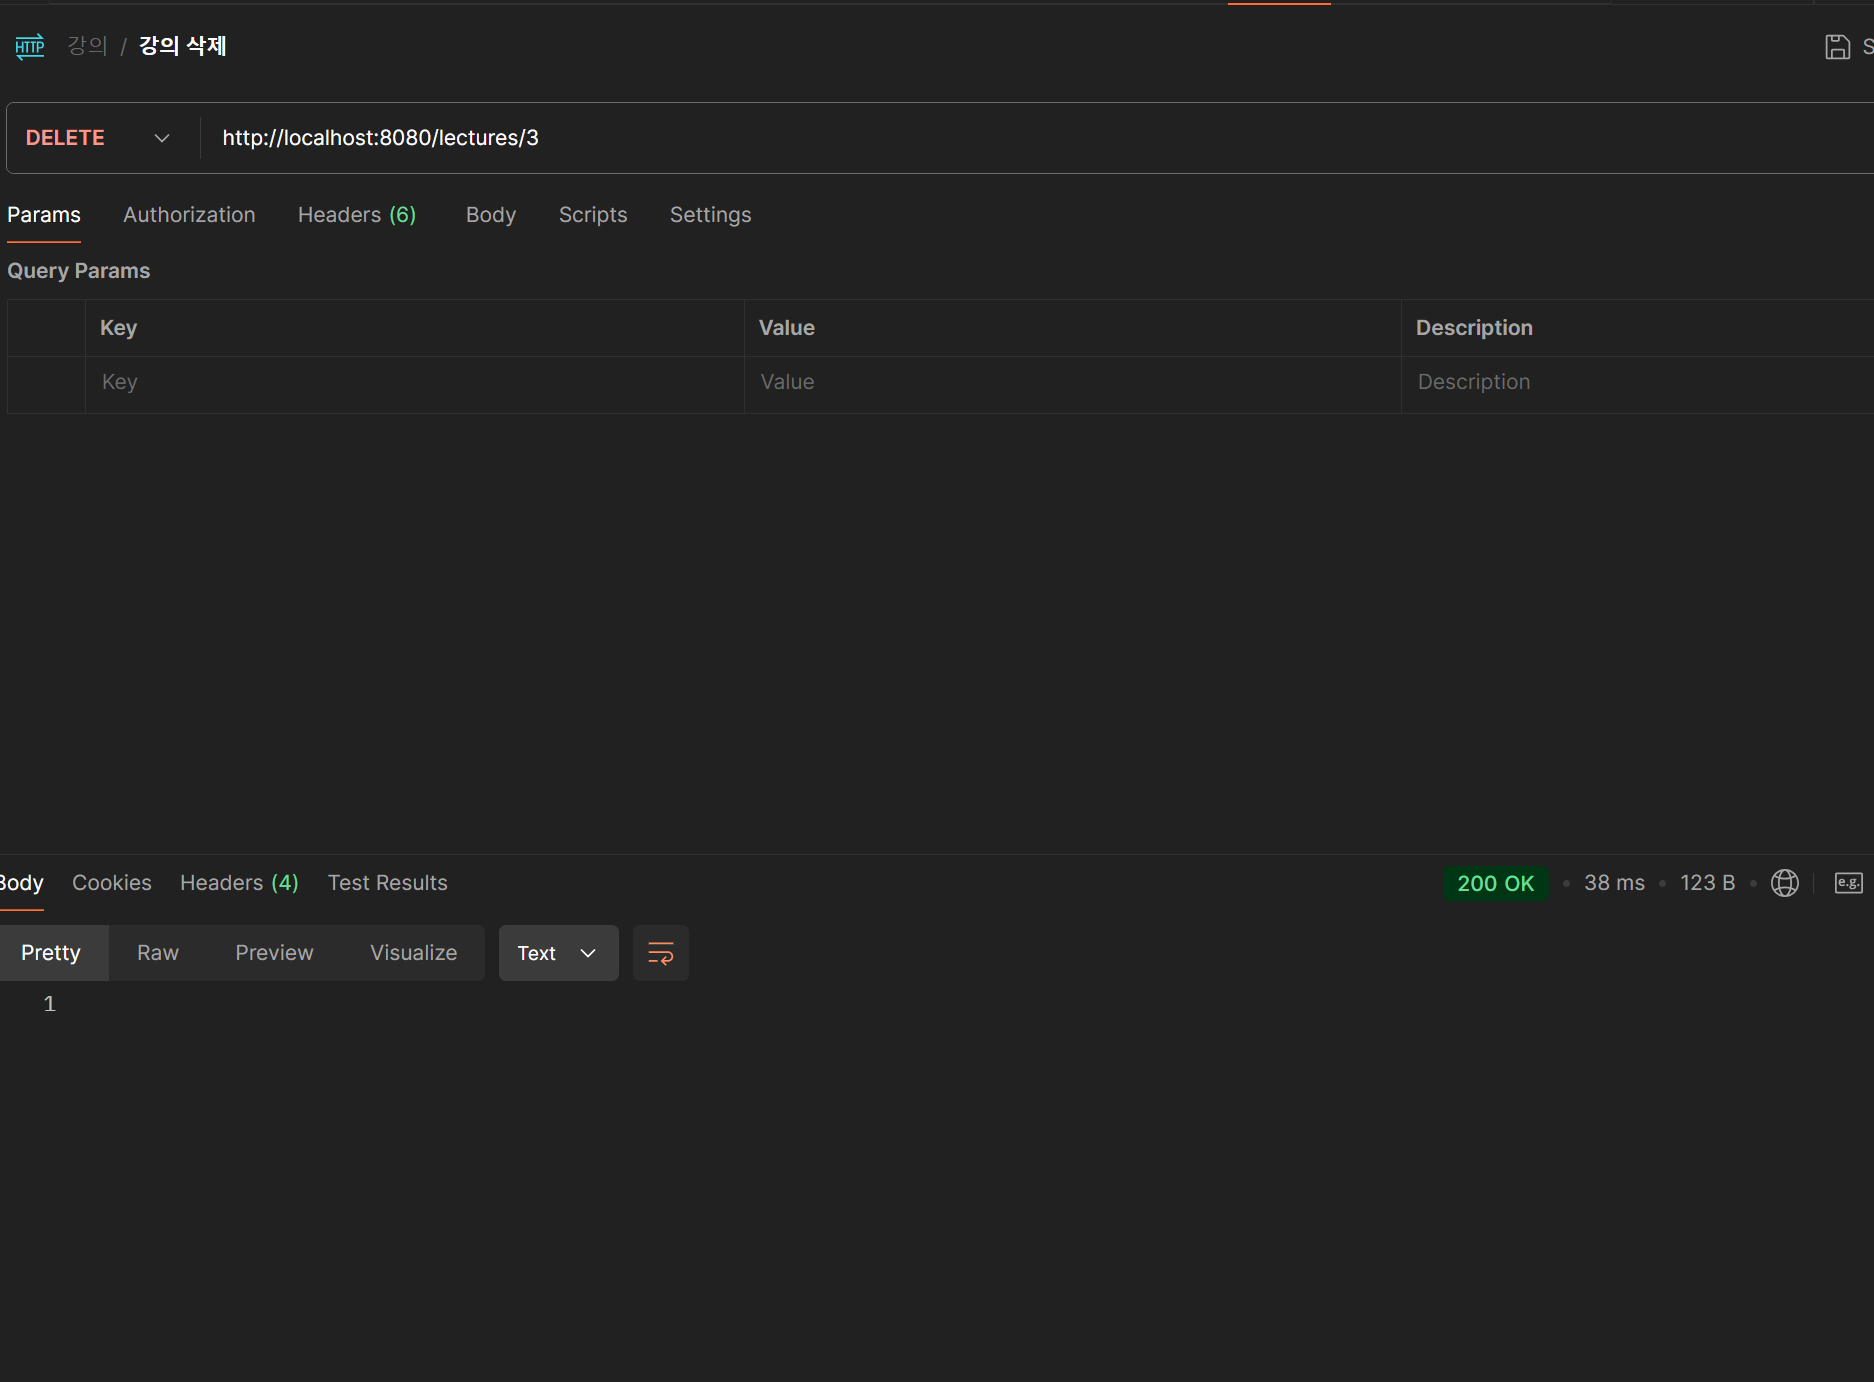 HTTP 강의 / 강의 삭제 S
DELETE http://localhost:8080/lectures/3
Params Authorization Headers (6) Body Scripts Settings
Query Params
Key Value Description
Key Value Description
Body Cookies Headers (4) Test Results 200 OK • 38 ms • 123 B • e.g.
Pretty Raw Preview Visualize Text
1